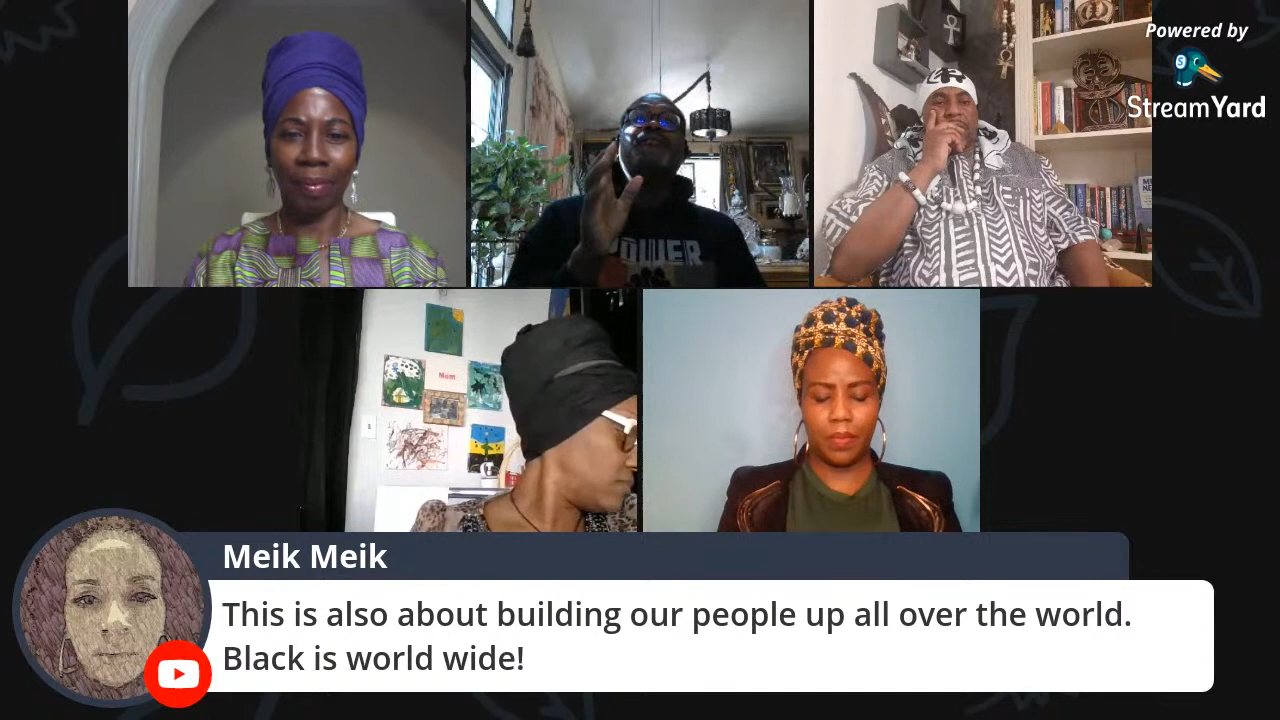 Powered by
StreamYard
POWER
Mom
Meik Meik
This is also about building our people up all over the world.
Black is world wide!